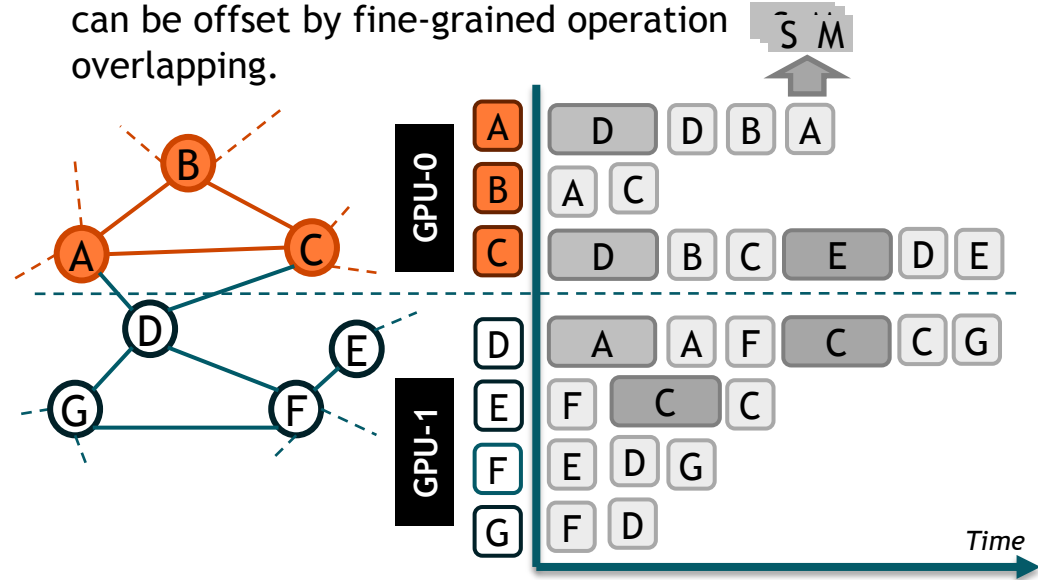 can be offset by fine-grained operation
overlapping.
S M
B
A
C
D
E
G
F
GPU-0
GPU-1
A D D B A
B A C
C D B C E D E
D A A F C C G
E F C C
F E D G
G F D
Time